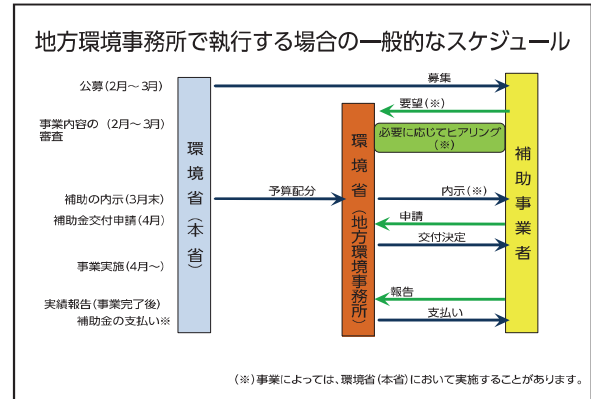 地方環境事務所で執行する場合の一般的なスケジュール
公募(2月～3月)
募集
要望(※)
事業内容の(2月～3月)
審査
必要に応じてヒアリング
(※)
環境省(本省)
環境省(地方環境事務所)
補助事業者
補助の内示(3月末)
予算配分
内示(※)
補助金交付申請(4月)
申請
交付決定
事業実施(4月～)
実績報告(事業完了後)
報告
補助金の支払い※
支払い
(※)事業によっては、環境省(本省)において実施することがあります。